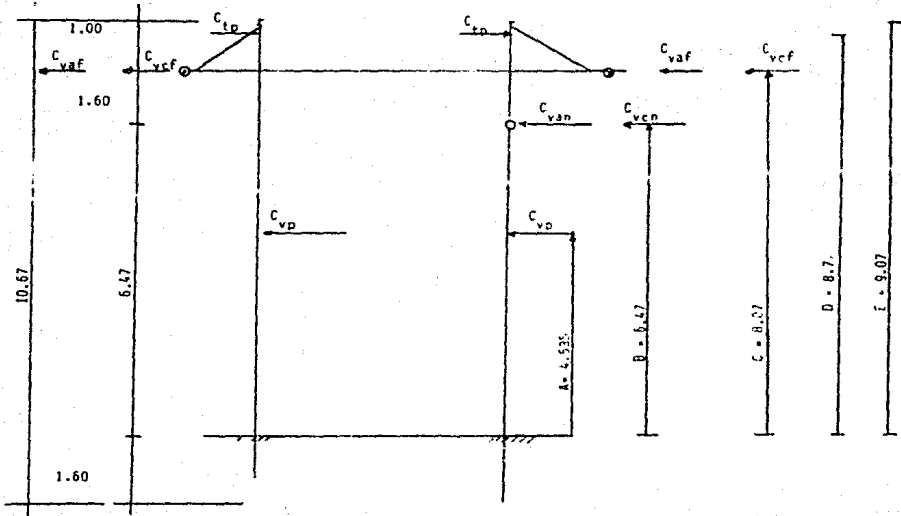 1.00
C_tp
C_tp
C_vaf
C_vcf
C_vaf
C_vcf
1.60
C_van
C_vcn
C_vp
C_vp
10.67
6.47
A= 4.535
B = 6.47
D = 8.7
E = 9.07
1.60